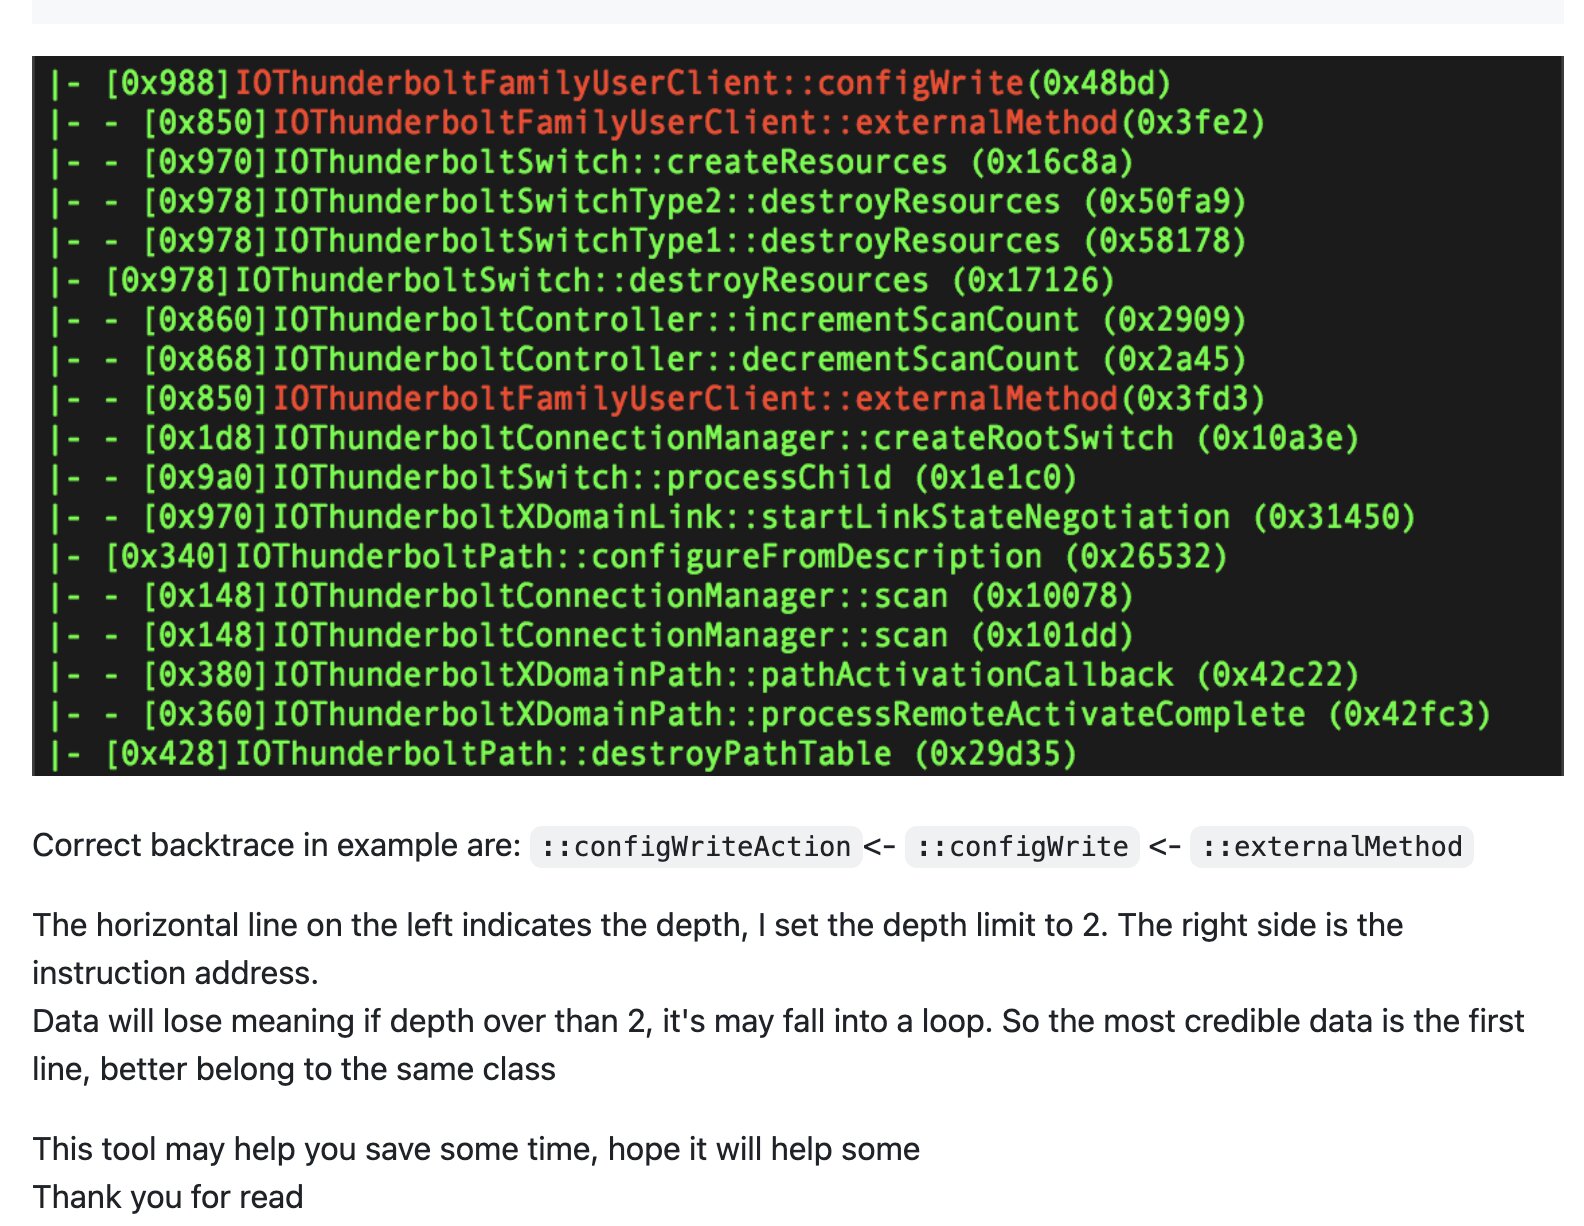 |- [0x988]IOThunderboltFamilyUserClient::configWrite(0x48bd)
|- - [0x850]IOThunderboltFamilyUserClient::externalMethod(0x3fe2)
|- - [0x970]IOThunderboltSwitch::createResources (0x16c8a)
|- - [0x978]IOThunderboltSwitchType2::destroyResources (0x50fa9)
|- - [0x978]IOThunderboltSwitchType1::destroyResources (0x58178)
|- [0x978]IOThunderboltSwitch::destroyResources (0x17126)
|- - [0x860]IOThunderboltController::incrementScanCount (0x2909)
|- - [0x868]IOThunderboltController::decrementScanCount (0x2a45)
|- - [0x850]IOThunderboltFamilyUserClient::externalMethod(0x3fd3)
|- - [0x1d8]IOThunderboltConnectionManager::createRootSwitch (0x10a3e)
|- - [0x9a0]IOThunderboltSwitch::processChild (0x1e1c0)
|- - [0x970]IOThunderboltXDomainLink::startLinkStateNegotiation (0x31450)
|- [0x340]IOThunderboltPath::configureFromDescription (0x26532)
|- - [0x148]IOThunderboltConnectionManager::scan (0x10078)
|- - [0x148]IOThunderboltConnectionManager::scan (0x101dd)
|- - [0x380]IOThunderboltXDomainPath::pathActivationCallback (0x42c22)
|- - [0x360]IOThunderboltXDomainPath::processRemoteActivateComplete (0x42fc3)
|- [0x428]IOThunderboltPath::destroyPathTable (0x29d35)
Correct backtrace in example are: ::configWriteAction <- ::configWrite <- ::externalMethod
The horizontal line on the left indicates the depth, I set the depth limit to 2. The right side is the
instruction address.
Data will lose meaning if depth over than 2, it's may fall into a loop. So the most credible data is the first
line, better belong to the same class
This tool may help you save some time, hope it will help some
Thank you for read